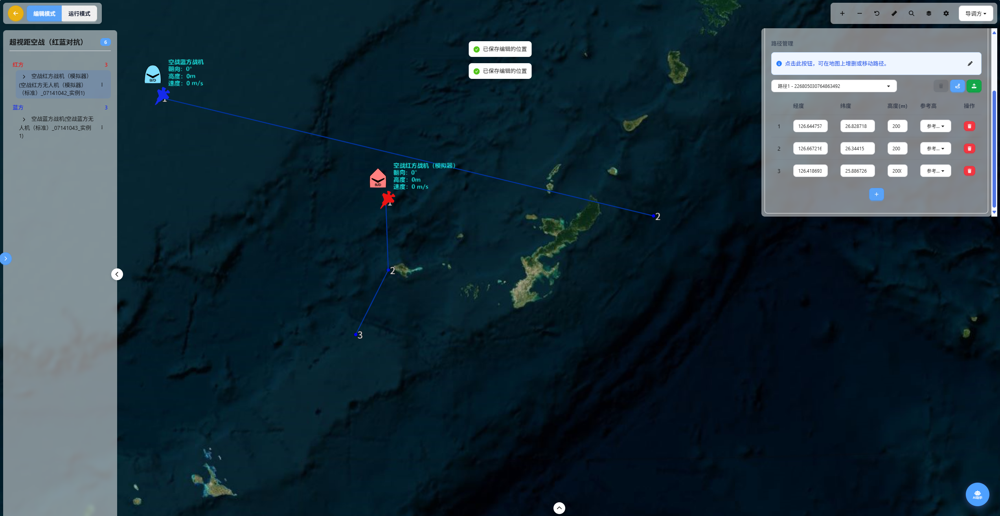 编辑模式
运行模式
导调方
超视距空战（红蓝对抗）
6
红方
3
空战红方战机（模拟器）
(空战红方无人机（模拟器）
（标准）_07141042_实例1)
蓝方
3
空战蓝方战机(空战蓝方无
人机（标准）_07141043_实例
1)
已保存编辑的位置
已保存编辑的位置
空战蓝方战机
朝向：0°
高度：0m
速度：0 m/s
B/D
1
2
空战红方战机（模拟器）
朝向：0°
高度：0m
速度：0 m/s
B/D
1
2
3
路径管理
点击此按钮，可在地图上增删或移动路径。
路径1 - 226805030764863492
经度 纬度 高度(m) 参考高 操作
1 126.644757 26.828718 200 参考...
2 126.667216 26.34415 200 参考...
3 126.418693 25.886726 200 参考...
AI助手